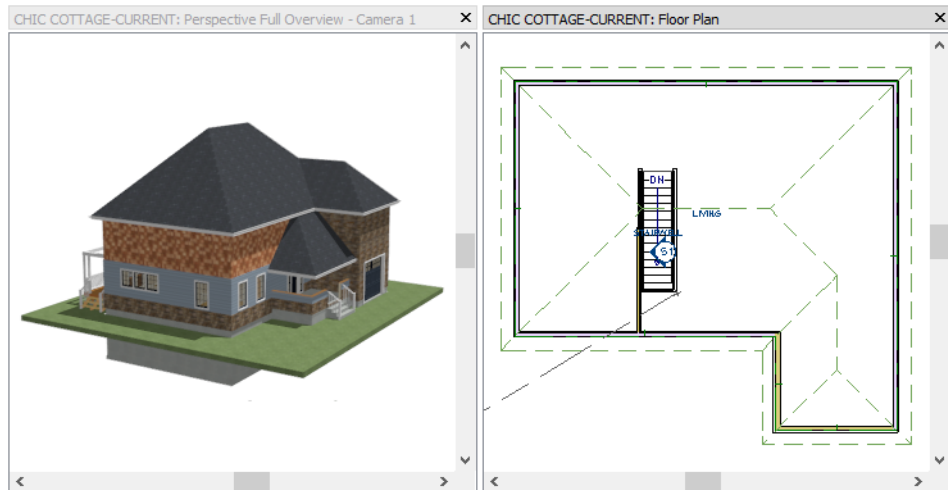 CHIC COTTAGE-CURRENT: Perspective Full Overview - Camera 1
CHIC COTTAGE-CURRENT: Floor Plan
DN
LIVING
STAIRWELL
S1